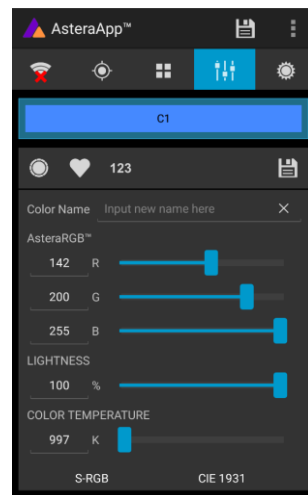 AsteraApp™
C1
123
Color Name Input new name here
AsteraRGB™
142 R
200 G
255 B
LIGHTNESS
100 %
COLOR TEMPERATURE
997 K
S-RGB CIE 1931